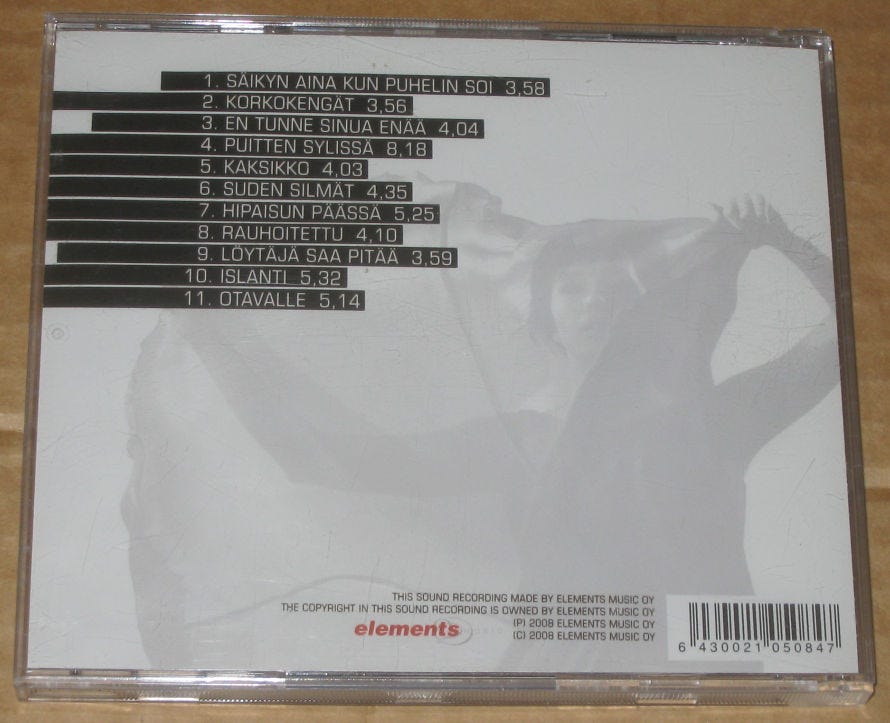 1. SÄIKYN AINA KUN PUHELIN SOI 3,58
2. KORKOKENGÄT 3,56
3. EN TUNNE SINUA ENÄÄ 4,04
4. PUITTEN SYLISSÄ 8,18
5. KAKSIKKO 4,03
6. SUDEN SILMÄT 4,35
7. HIPAISUN PÄÄSSÄ 5,25
8. RAUHOITETTU 4,10
9. LÖYTÄJÄ SAA PITÄÄ 3,59
10. ISLANTI 5,32
11. OTAVALLE 5,14
THIS SOUND RECORDING MADE BY ELEMENTS MUSIC OY
THE COPYRIGHT IN THIS SOUND RECORDING IS OWNED BY ELEMENTS MUSIC OY
(P) 2008 ELEMENTS MUSIC OY
(C) 2008 ELEMENTS MUSIC OY
elements
6 430021 050847